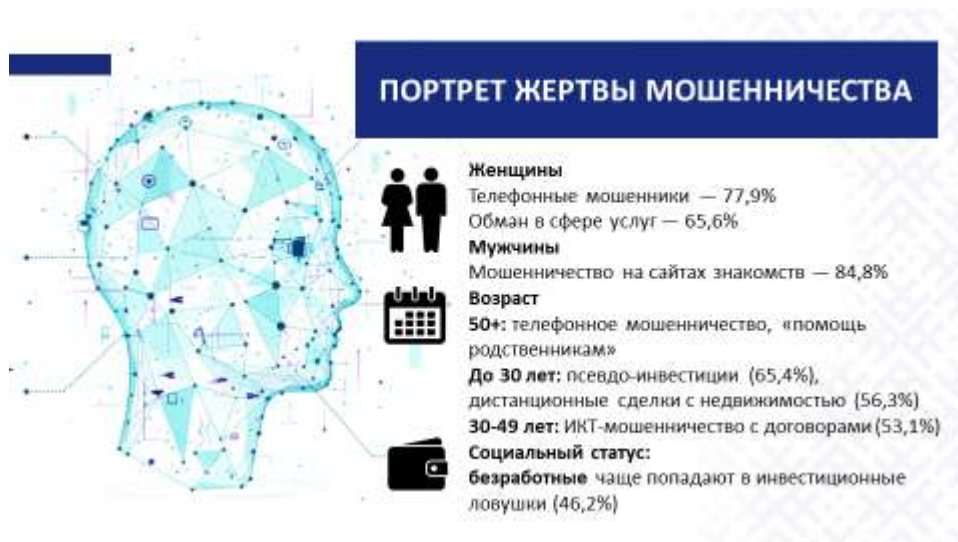 ПОРТРЕТ ЖЕРТВЫ МОШЕННИЧЕСТВА
Женщины
Телефонные мошенники — 77,9%
Обман в сфере услуг — 65,6%
Мужчины
Мошенничество на сайтах знакомств — 84,8%
Возраст
50+: телефонное мошенничество, «помощь
родственникам»
До 30 лет: псевдо-инвестиции (65,4%),
дистанционные сделки с недвижимостью (56,3%)
30-49 лет: ИКТ-мошенничество с договорами (53,1%)
Социальный статус:
безработные чаще попадают в инвестиционные
ловушки (46,2%)